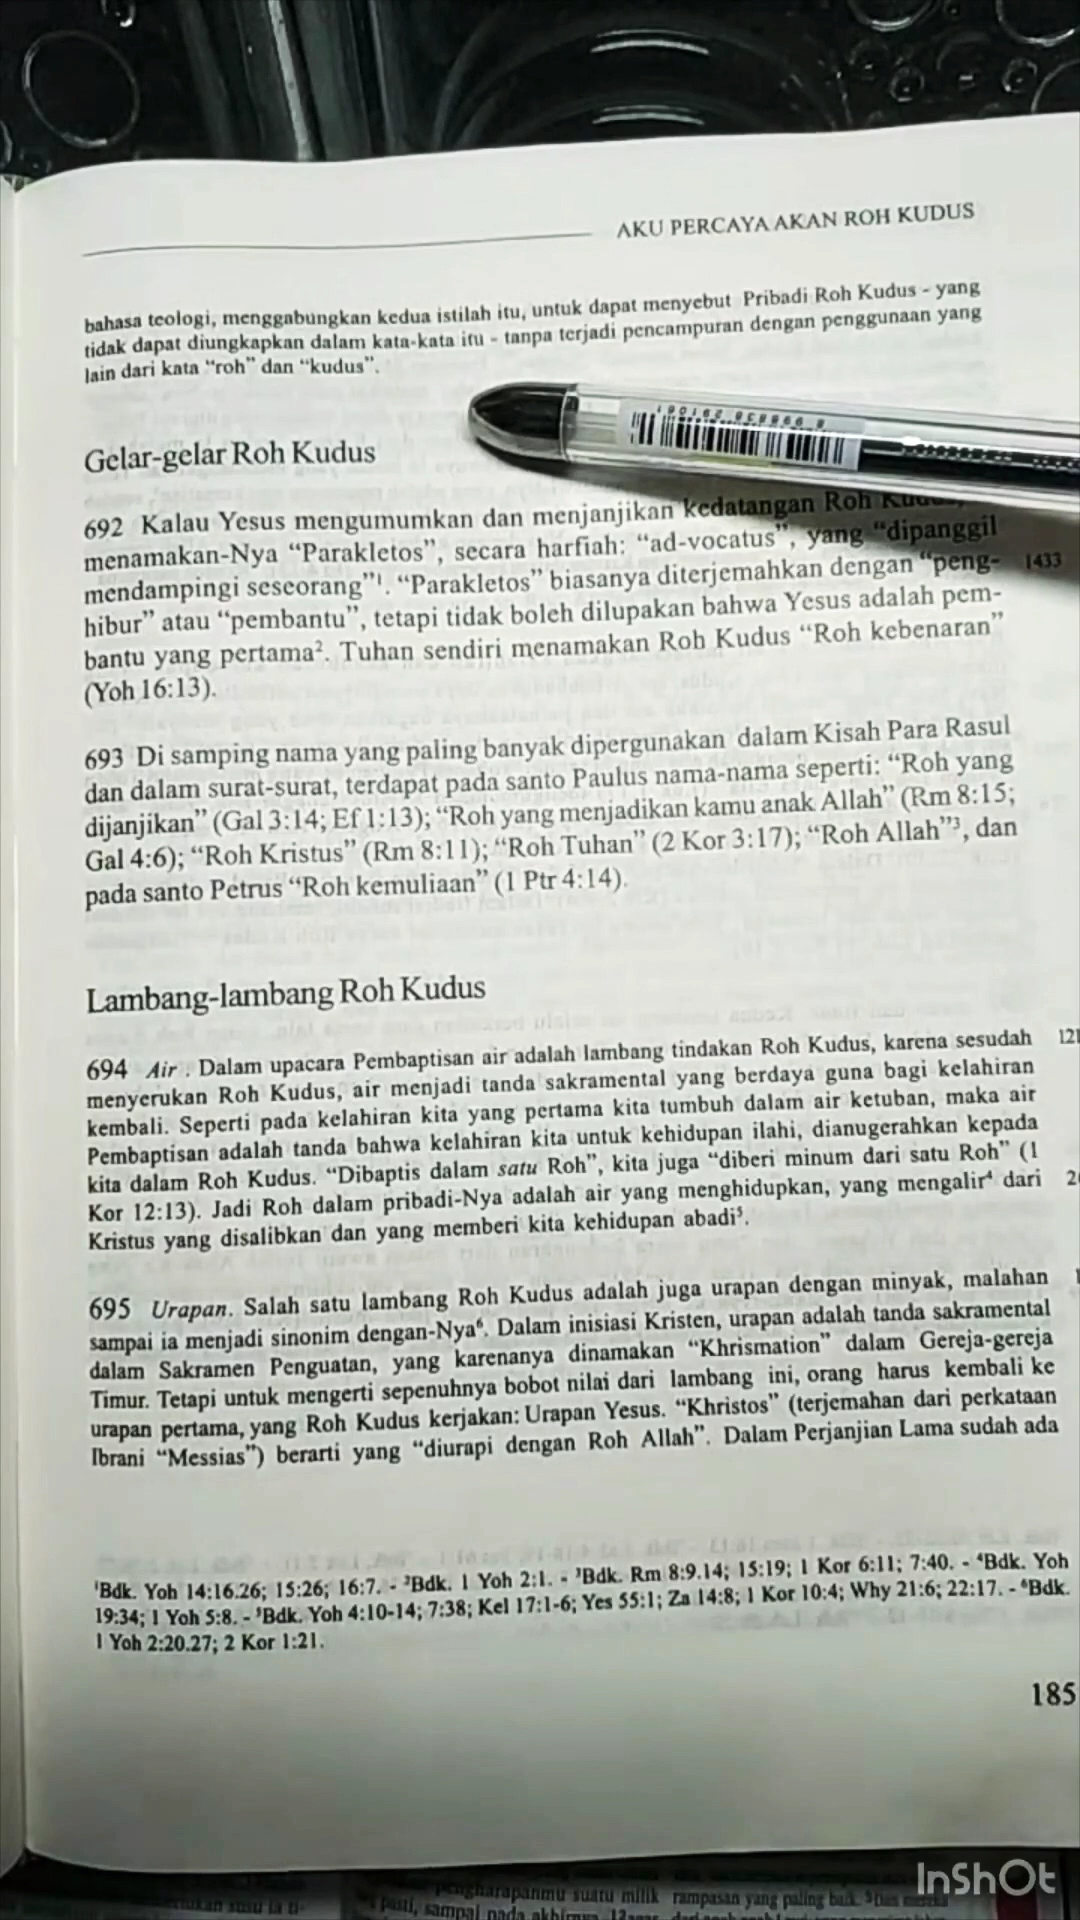 AKU PERCAYA AKAN ROH KUDUS
bahasa teologi, menggabungkan kedua istilah itu, untuk dapat menyebut Pribadi Roh Kudus - yang
tidak dapat diungkapkan dalam kata-kata itu - tanpa terjadi pencampuran dengan penggunaan yang
lain dari kata “roh” dan “kudus”.
Gelar-gelar Roh Kudus
692 Kalau Yesus mengumumkan dan menjanjikan kedatangan Roh Kudus,
menamakan-Nya “Parakletos”, secara harfiah: “ad-vocatus”, yang “dipanggil
mendampingi seseorang”¹. “Parakletos” biasanya diterjemahkan dengan “peng- 1433
hibur” atau “pembantu”, tetapi tidak boleh dilupakan bahwa Yesus adalah pem-
bantu yang pertama². Tuhan sendiri menamakan Roh Kudus “Roh kebenaran”
(Yoh 16:13).
693 Di samping nama yang paling banyak dipergunakan dalam Kisah Para Rasul
dan dalam surat-surat, terdapat pada santo Paulus nama-nama seperti: “Roh yang
dijanjikan” (Gal 3:14; Ef 1:13); “Roh yang menjadikan kamu anak Allah” (Rm 8:15;
Gal 4:6); “Roh Kristus” (Rm 8:11); “Roh Tuhan” (2 Kor 3:17); “Roh Allah”³, dan
pada santo Petrus “Roh kemuliaan” (1 Ptr 4:14).
Lambang-lambang Roh Kudus
694 Air . Dalam upacara Pembaptisan air adalah lambang tindakan Roh Kudus, karena sesudah 121
menyerukan Roh Kudus, air menjadi tanda sakramental yang berdaya guna bagi kelahiran
kembali. Seperti pada kelahiran kita yang pertama kita tumbuh dalam air ketuban, maka air
Pembaptisan adalah tanda bahwa kelahiran kita untuk kehidupan ilahi, dianugerahkan kepada
kita dalam Roh Kudus. “Dibaptis dalam satu Roh”, kita juga “diberi minum dari satu Roh” (1
Kor 12:13). Jadi Roh dalam pribadi-Nya adalah air yang menghidupkan, yang mengalir⁴ dari 2
Kristus yang disalibkan dan yang memberi kita kehidupan abadi⁵.
695 Urapan. Salah satu lambang Roh Kudus adalah juga urapan dengan minyak, malahan
sampai ia menjadi sinonim dengan-Nya⁶. Dalam inisiasi Kristen, urapan adalah tanda sakramental
dalam Sakramen Penguatan, yang karenanya dinamakan “Khrismation” dalam Gereja-gereja
Timur. Tetapi untuk mengerti sepenuhnya bobot nilai dari lambang ini, orang harus kembali ke
urapan pertama, yang Roh Kudus kerjakan: Urapan Yesus. “Khristos” (terjemahan dari perkataan
Ibrani “Messias”) berarti yang “diurapi dengan Roh Allah”. Dalam Perjanjian Lama sudah ada
¹Bdk. Yoh 14:16.26; 15:26; 16:7. - ²Bdk. 1 Yoh 2:1. - ³Bdk. Rm 8:9.14; 15:19; 1 Kor 6:11; 7:40. - ⁴Bdk. Yoh
19:34; 1 Yoh 5:8. - ⁵Bdk. Yoh 4:10-14; 7:38; Kel 17:1-6; Yes 55:1; Za 14:8; 1 Kor 10:4; Why 21:6; 22:17. - ⁶Bdk.
1 Yoh 2:20.27; 2 Kor 1:21.
185
InShOt
pengharapanmu suatu milik rampasan yang paling baik.
pasti, sampai pada akhirnya